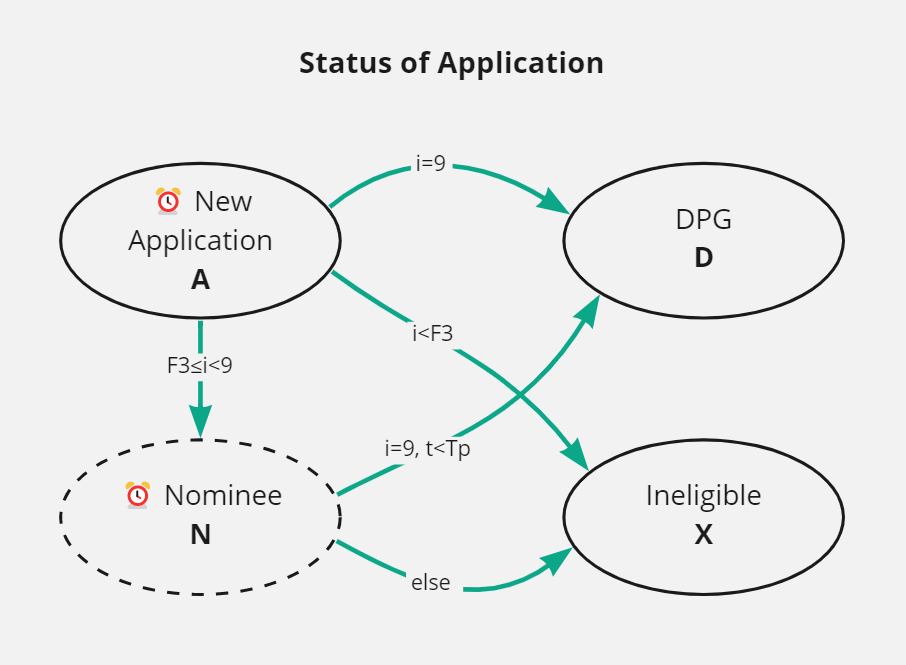 Status of Application
New
Application
A
i=9
DPG
D
i<F3
F3≤i<9
i=9, t<Tp
Nominee
N
Ineligible
X
else